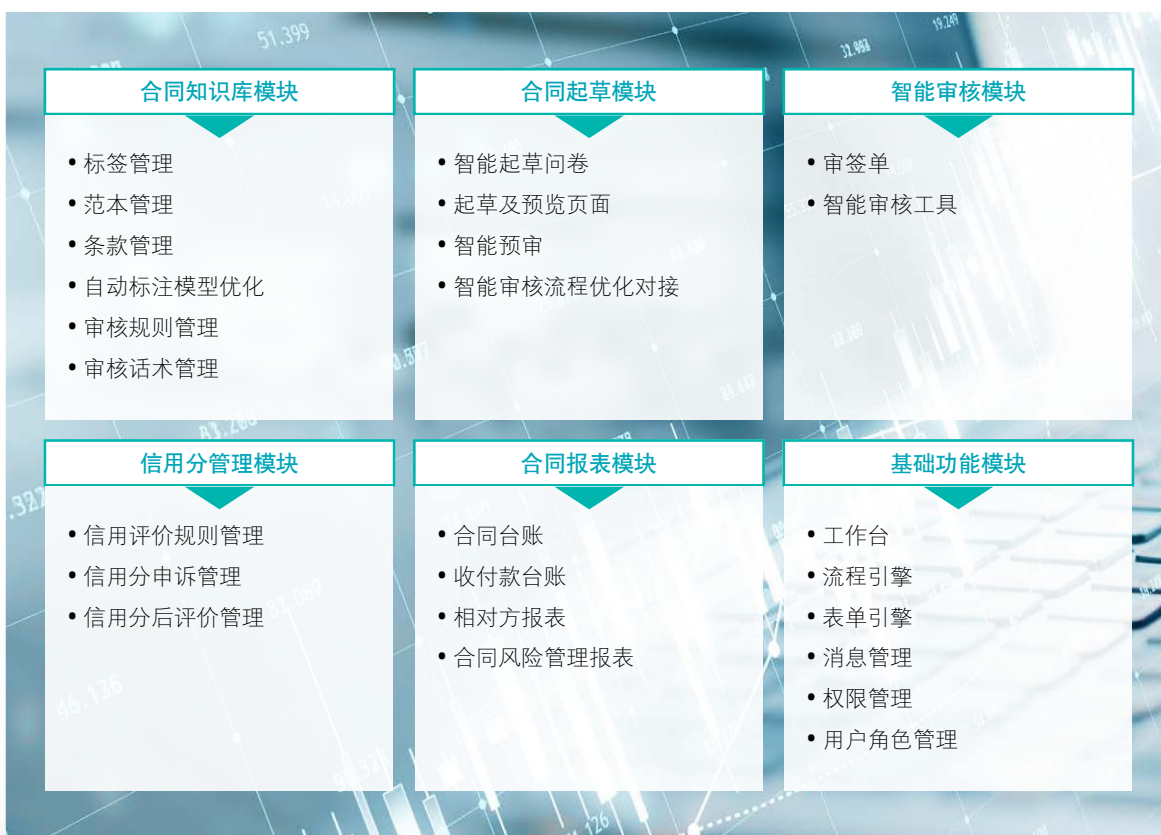 合同知识库模块
• 标签管理
• 范本管理
• 条款管理
• 自动标注模型优化
• 审核规则管理
• 审核话术管理
合同起草模块
• 智能起草问卷
• 起草及预览页面
• 智能预审
• 智能审核流程优化对接
智能审核模块
• 审签单
• 智能审核工具
信用分管理模块
• 信用评价规则管理
• 信用分申诉管理
• 信用分后评价管理
合同报表模块
• 合同台账
• 收付款台账
• 相对方报表
• 合同风险管理报表
基础功能模块
• 工作台
• 流程引擎
• 表单引擎
• 消息管理
• 权限管理
• 用户角色管理
51.399
19.249
46.136